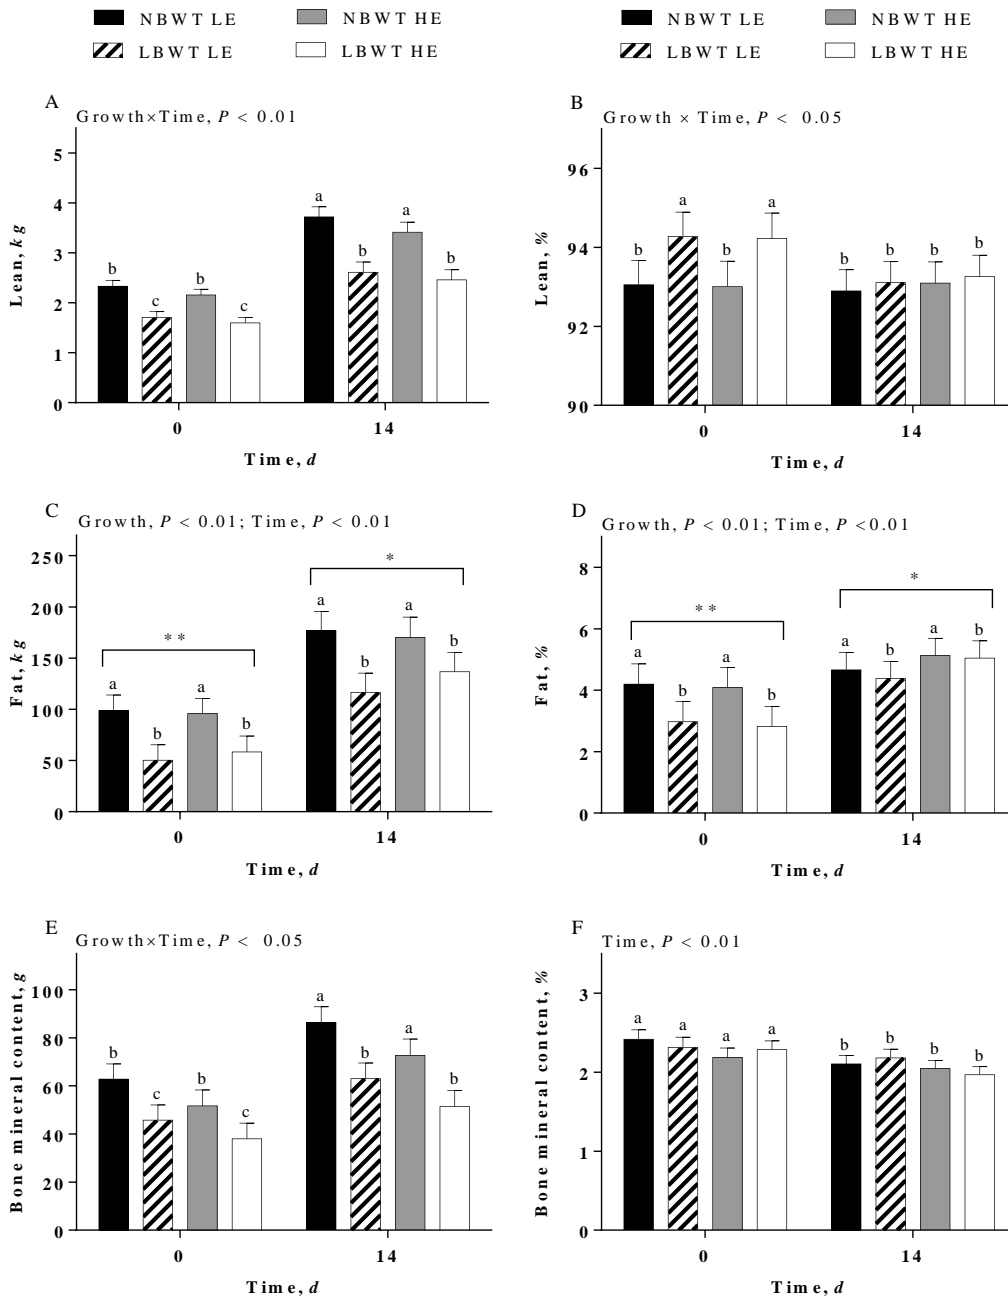 NBWT LE NBWT HE
LBWT LE LBWT HE
NBWT LE NBWT HE
LBWT LE LBWT HE
A
Growth×Time, P < 0.01
Lean, kg
5
4
3
2
1
0
b c b c a b a b
0 14
Time, d
B
Growth × Time, P < 0.05
Lean, %
96
94
92
90
b a b a b b b b
0 14
Time, d
C
Growth, P < 0.01; Time, P < 0.01
Fat, kg
250
200
150
100
50
0
** *
a b a b a b a b
0 14
Time, d
D
Growth, P < 0.01; Time, P <0.01
Fat, %
8
6
4
2
0
** *
a b a b a b a b
0 14
Time, d
E
Growth×Time, P < 0.05
Bone mineral content, g
100
80
60
40
20
0
b c b c a b a b
0 14
Time, d
F
Time, P < 0.01
Bone mineral content, %
3
2
1
0
a a a a b b b b
0 14
Time, d